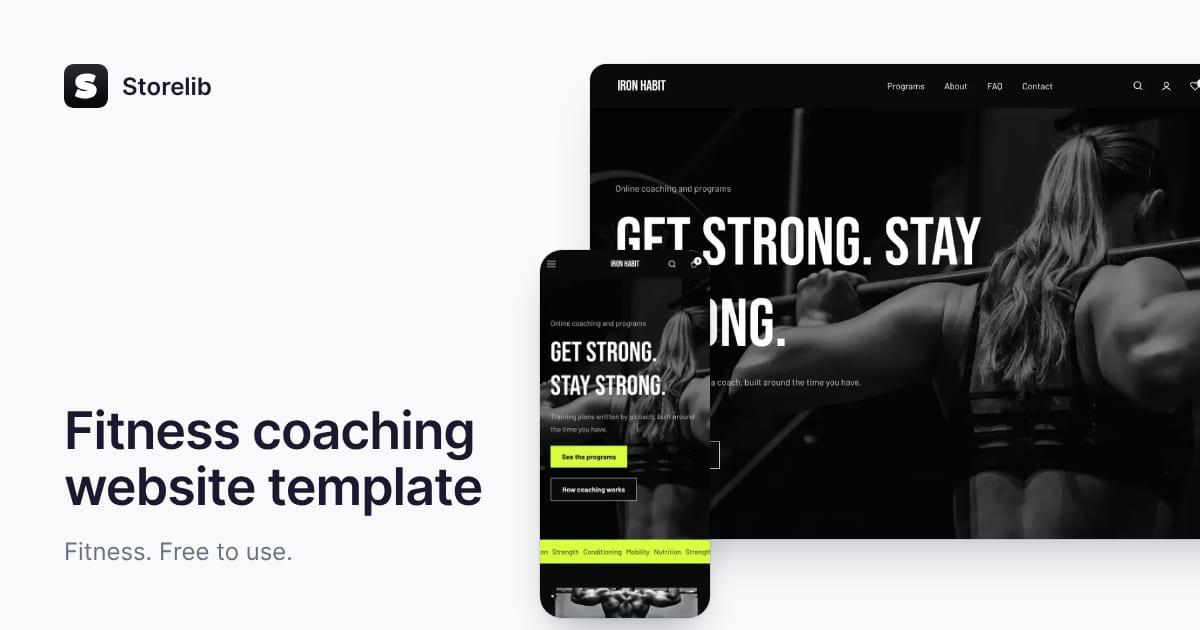 Storelib
Fitness coaching
website template
Fitness. Free to use.
IRON HABIT
Programs About FAQ Contact
Online coaching and programs
GET STRONG. STAY
ONG.
a coach, built around the time you have.
IRON HABIT
Online coaching and programs
GET STRONG.
STAY STRONG.
Training plans written by a coach, built around
the time you have.
See the programs
How coaching works
on Strength Conditioning Mobility Nutrition Strength